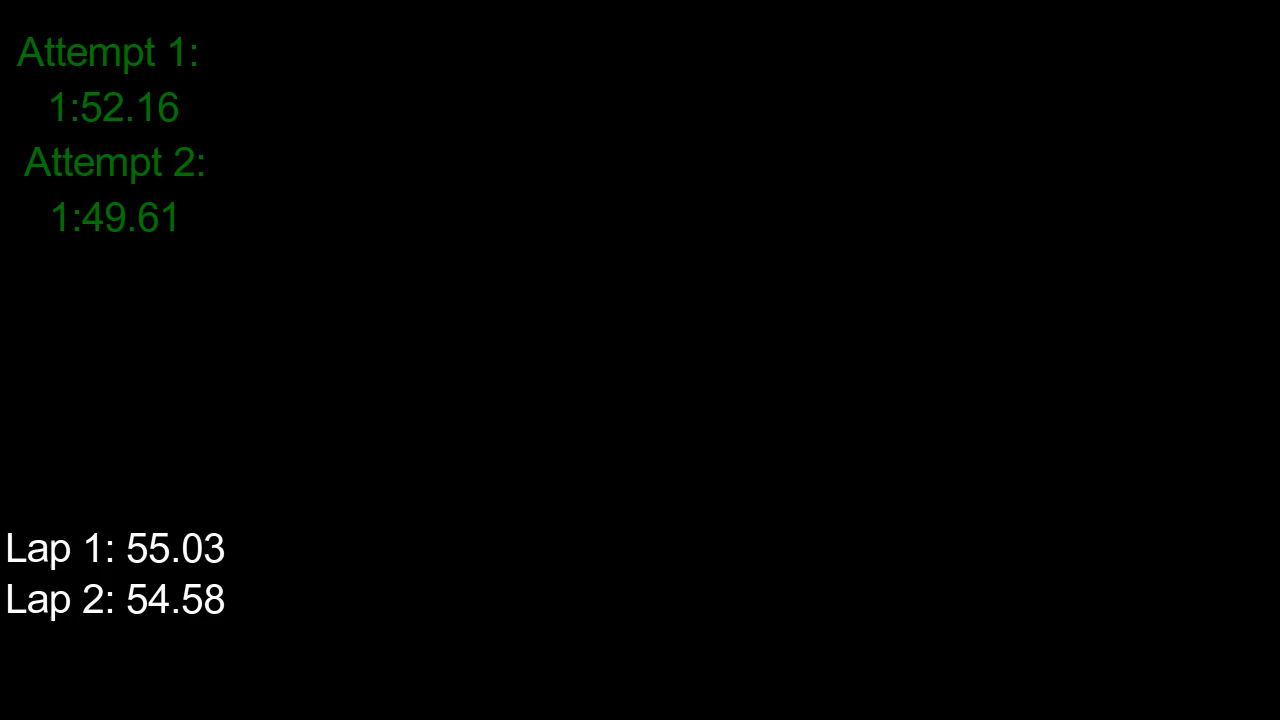 Attempt 1:
1:52.16
Attempt 2:
1:49.61
Lap 1: 55.03
Lap 2: 54.58